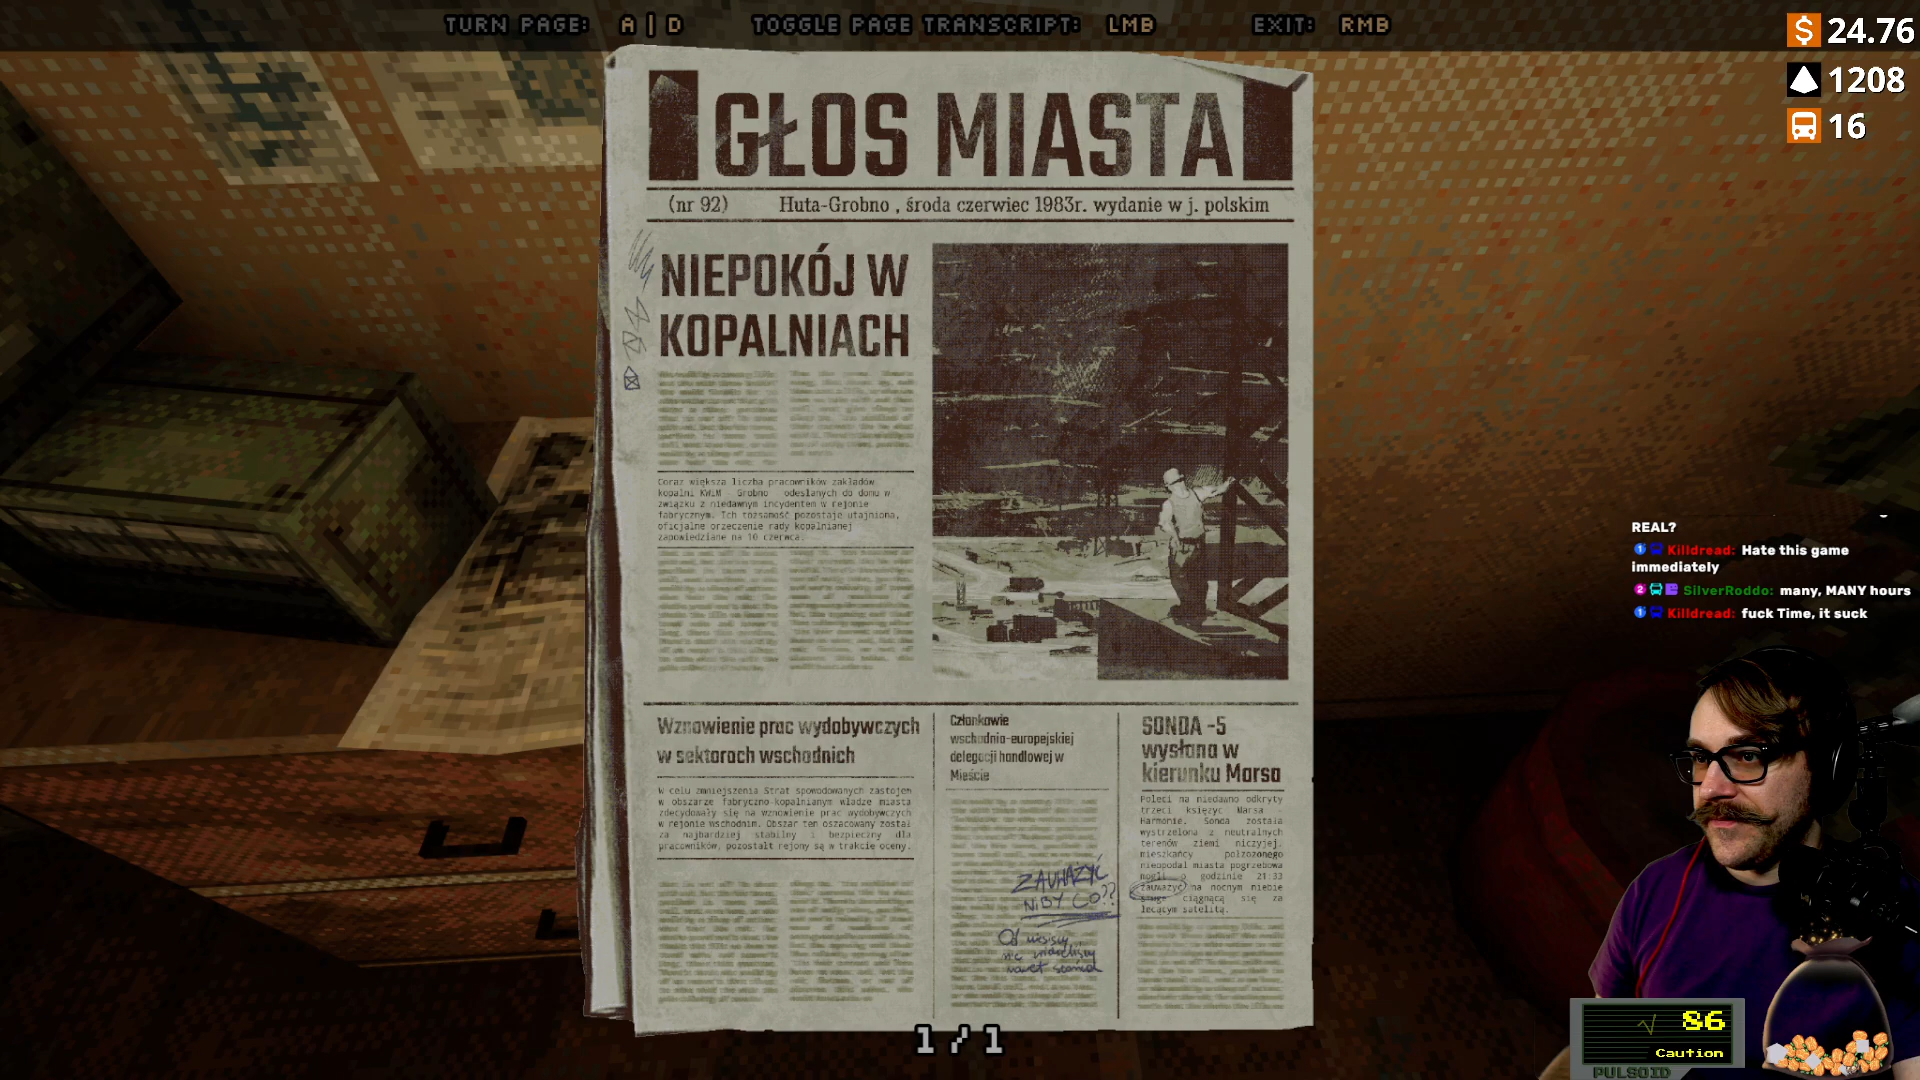 TURN PAGE: A | D TOGGLE PAGE TRANSCRIPT: LMB EXIT: RMB
24.76
1208
16
GŁOS MIASTA
(nr 92) Huta-Grobno , środa czerwiec 1983r. wydanie w j. polskim
NIEPOKÓJ W
KOPALNIACH
Coraz większa liczba pracowników zakładów
kopalni KWiM - Grobno odesłanych do domu w
związku z niedawnym incydentem w rejonie
fabrycznym. Ich tożsamość pozostaje utajniona,
oficjalne orzeczenie rady kopalnianej
zapowiedziane na 10 czerwca.
Wznowienie prac wydobywczych
w sektorach wschodnich
W celu zmniejszenia Strat spowodowanych zastojem
w obszarze fabryczno-kopalnianym władze miasta
zdecydowały się na wznowienie prac wydobywczych
w rejonie wschodnim. Obszar ten oszacowany został
za najbardziej stabilny i bezpieczny dla
pracowników, pozostałt rejony są w trakcie oceny.
Członkowie
wschodnio-europejskiej
delegacji handlowej w
Mieście
ZAUWAŻYĆ
NIBY CO??
Od
nie
nawet
SONDA -5
wysłana w
kierunku Marsa
Poleci na niedawno odkryty
trzeci księżyc Marsa -
Harmonie. Sonda została
wystrzelona z neutralnych
terenów ziemi niczyjej.
mieszkańcy
nieopodal miasta pogrzebowa
mogli o godzinie 21:33
zauważyć na nocnym niebie
smugę ciągnącą się za
lecącym satelitą.
1 / 1
REAL?
Killdread: Hate this game
immediately
SilverRoddo: many, MANY hours
Killdread: fuck Time, it suck
86
Caution
PULSOID